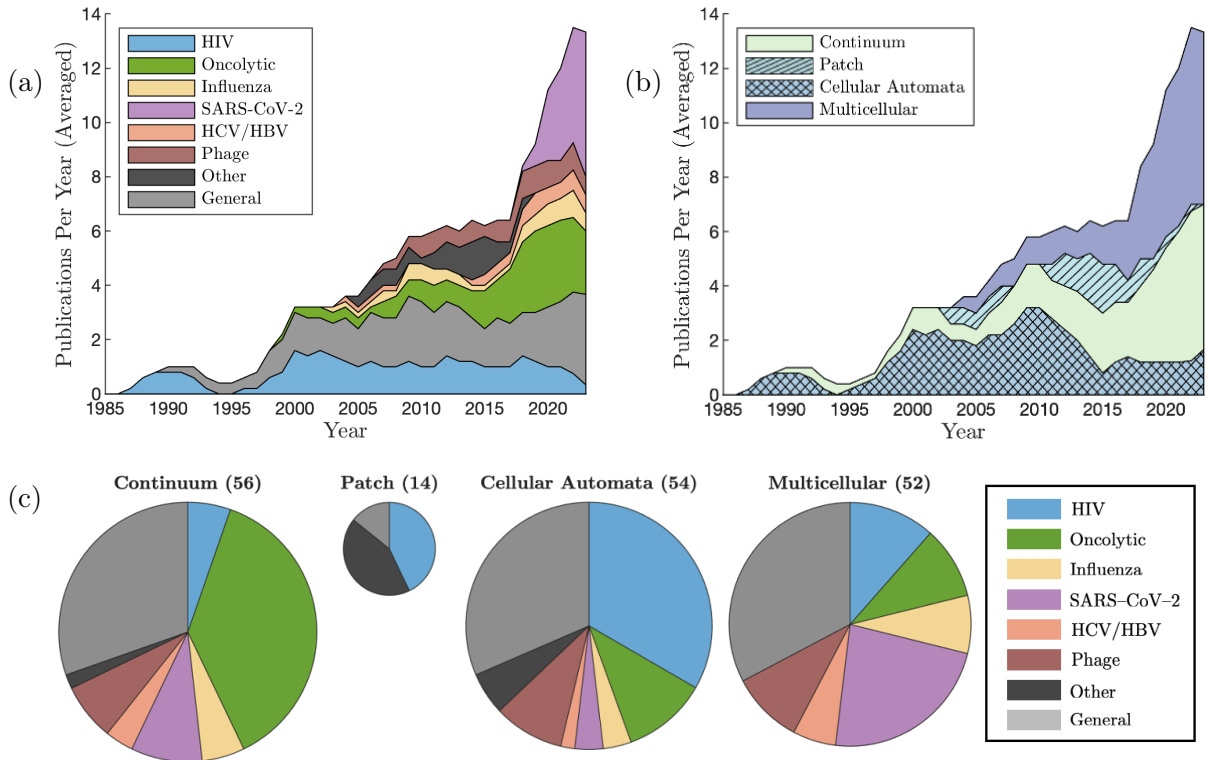 (a)
Publications Per Year (Averaged)
14
12
10
8
6
4
2
0
1985
1990
1995
2000
2005
2010
2015
2020
Year
HIV
Oncolytic
Influenza
SARS-CoV-2
HCV/HBV
Phage
Other
General
(b)
Publications Per Year (Averaged)
14
12
10
8
6
4
2
0
1985
1990
1995
2000
2005
2010
2015
2020
Year
Continuum
Patch
Cellular Automata
Multicellular
(c)
Continuum (56)
Patch (14)
Cellular Automata (54)
Multicellular (52)
HIV
Oncolytic
Influenza
SARS–CoV–2
HCV/HBV
Phage
Other
General